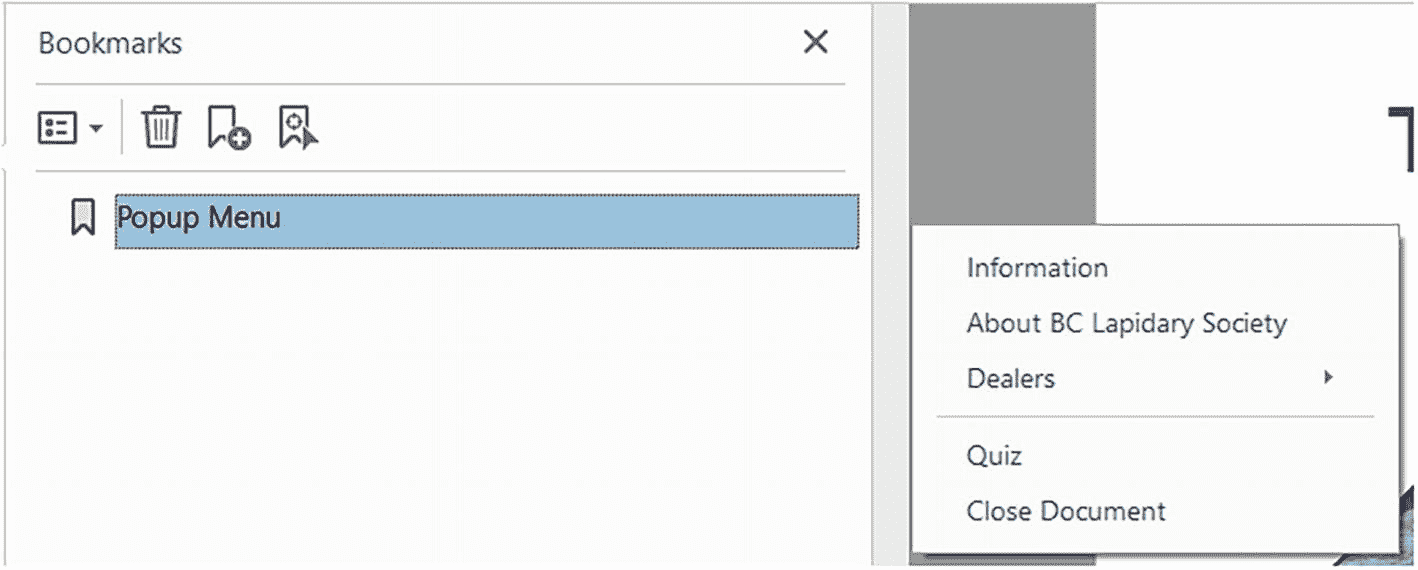 Bookmarks
Popup Menu
Information
About BC Lapidary Society
Dealers
Quiz
Close Document